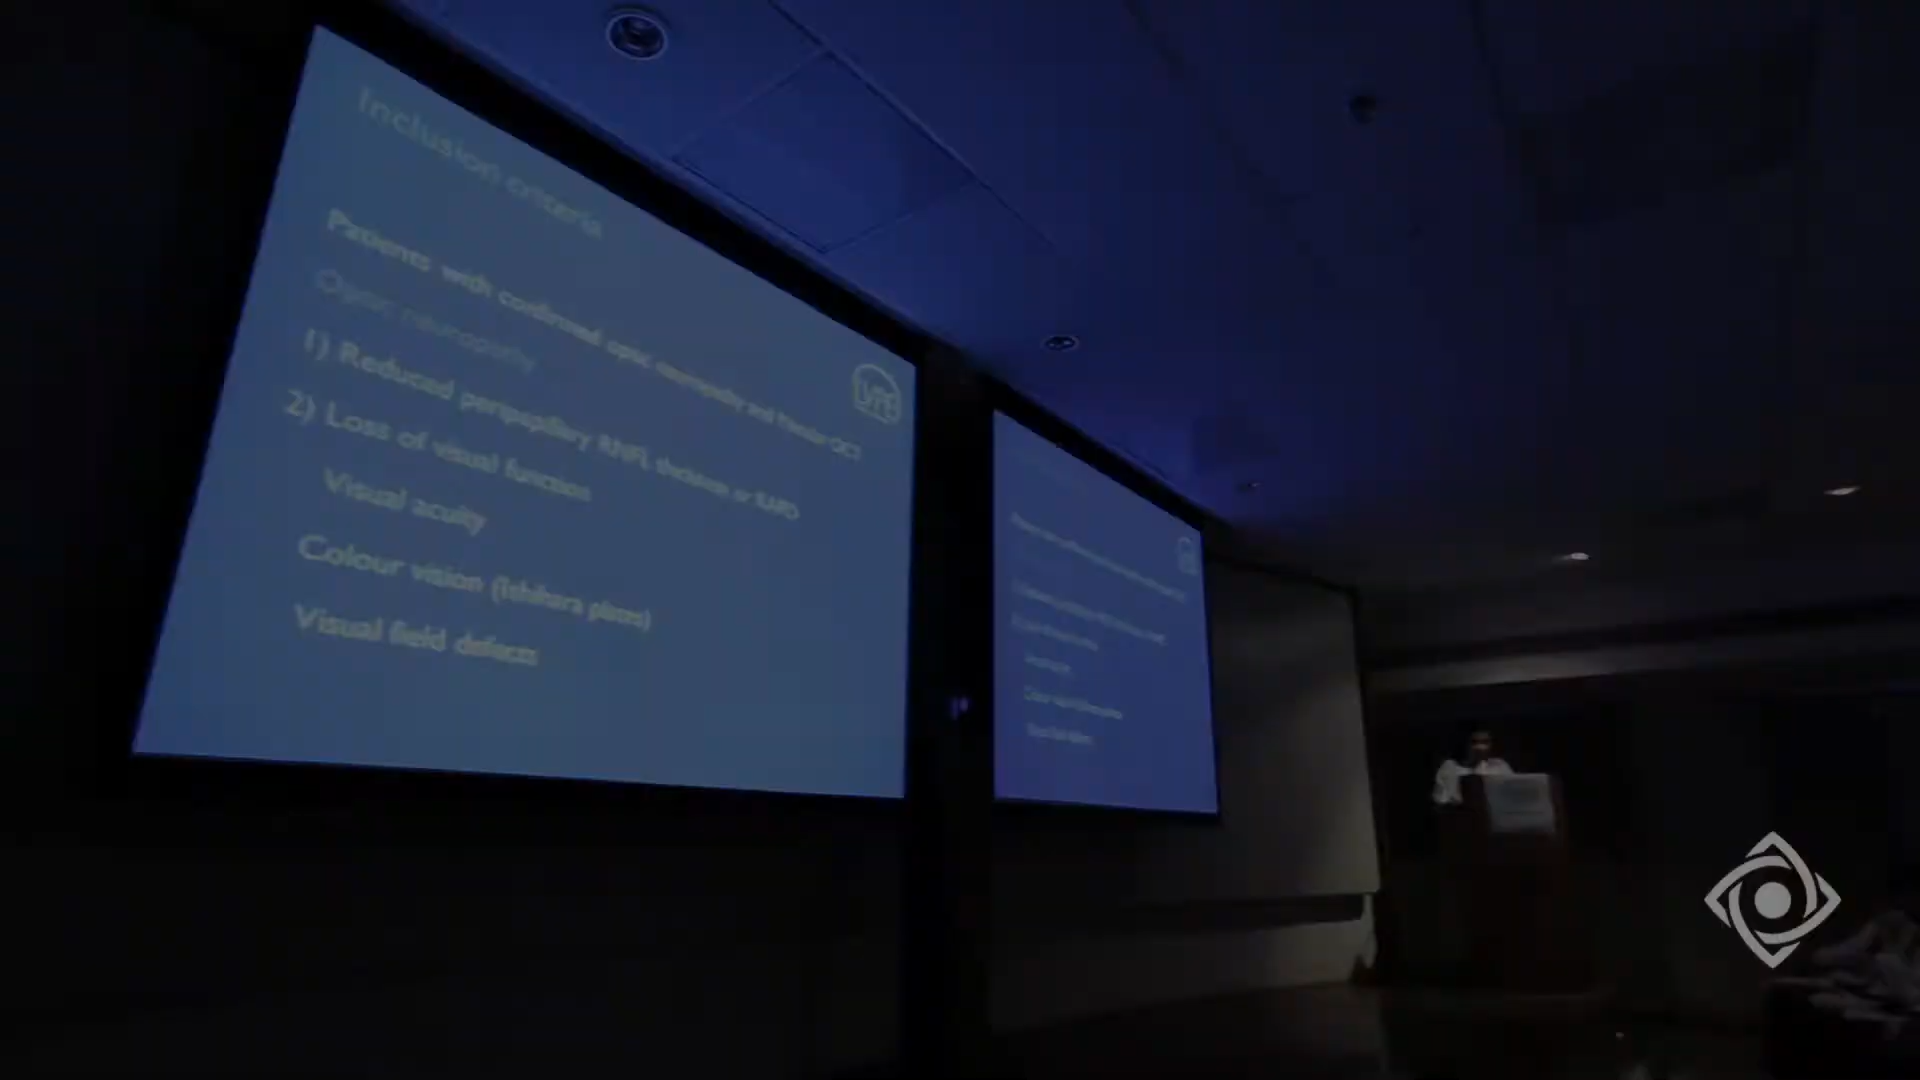 Inclusion criteria
Patients with confirmed optic neuropathy and Macular OCT
Optic neuropathy
1) Reduced peripapillary RNFL thickness or RAPD
2) Loss of visual function
Visual acuity
Colour vision (Ishihara plates)
Visual field defects
LVPEI